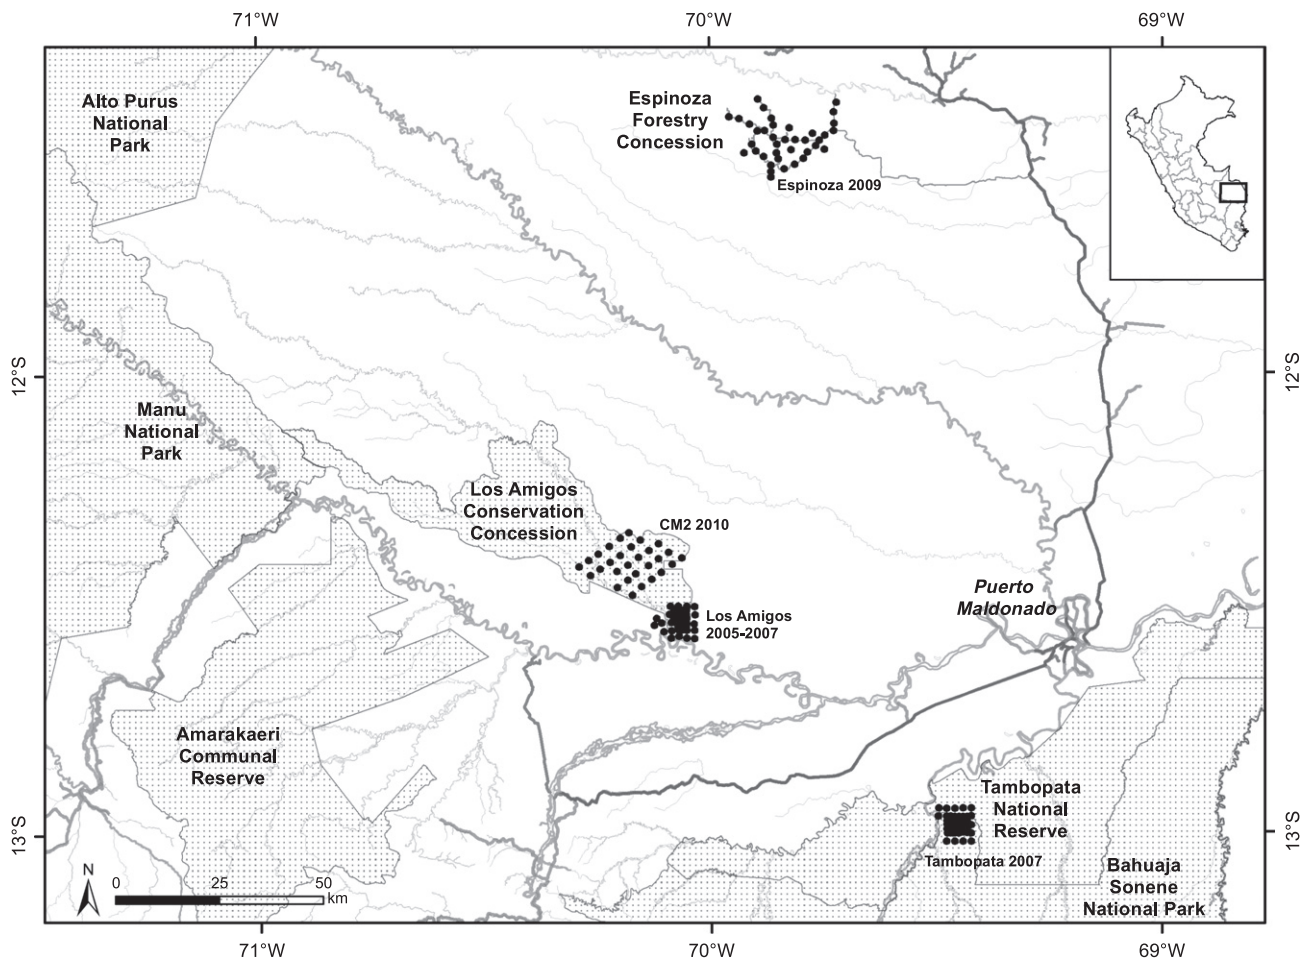 71°W
70°W
69°W
Alto Purus
National
Park
Espinoza
Forestry
Concession
Espinoza 2009
12°S
12°S
Manu
National
Park
Los Amigos
Conservation
Concession
CM2 2010
Puerto
Maldonado
Los Amigos
2005-2007
Amarakaeri
Communal
Reserve
Tambopata
National
Reserve
13°S
13°S
Tambopata 2007
Bahuaja
Sonene
National Park
N
0 25 50
km
71°W
70°W
69°W